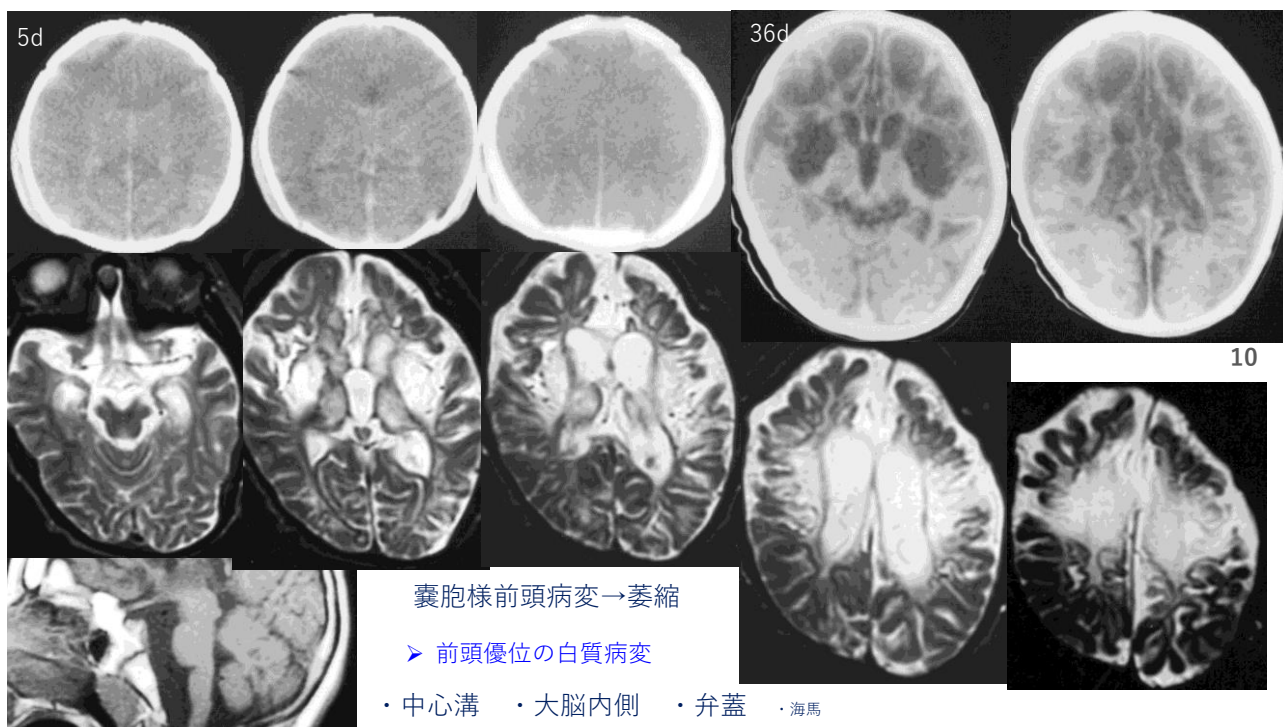 5d
36d
10
嚢胞様前頭病変→萎縮
➢ 前頭優位の白質病変
・中心溝 ・大脳内側 ・弁蓋 ・海馬